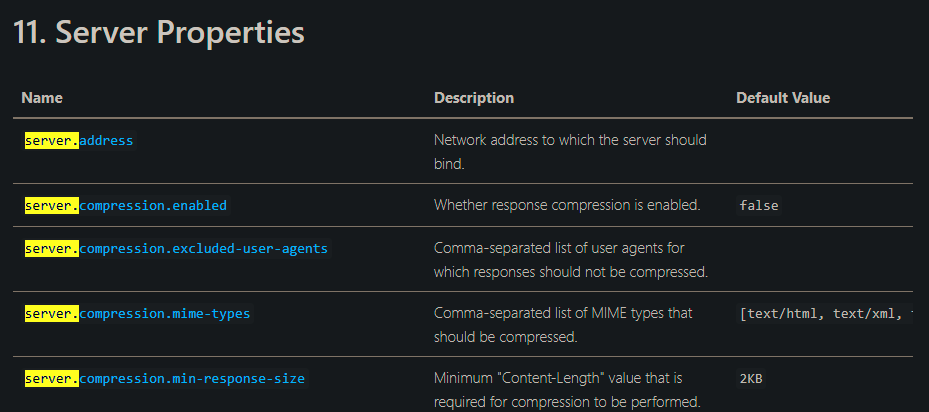 11. Server Properties
Name Description Default Value
server.address Network address to which the server should
bind.
server.compression.enabled Whether response compression is enabled. false
server.compression.excluded-user-agents Comma-separated list of user agents for
which responses should not be compressed.
server.compression.mime-types Comma-separated list of MIME types that [text/html, text/xml,
should be compressed.
server.compression.min-response-size Minimum "Content-Length" value that is 2KB
required for compression to be performed.